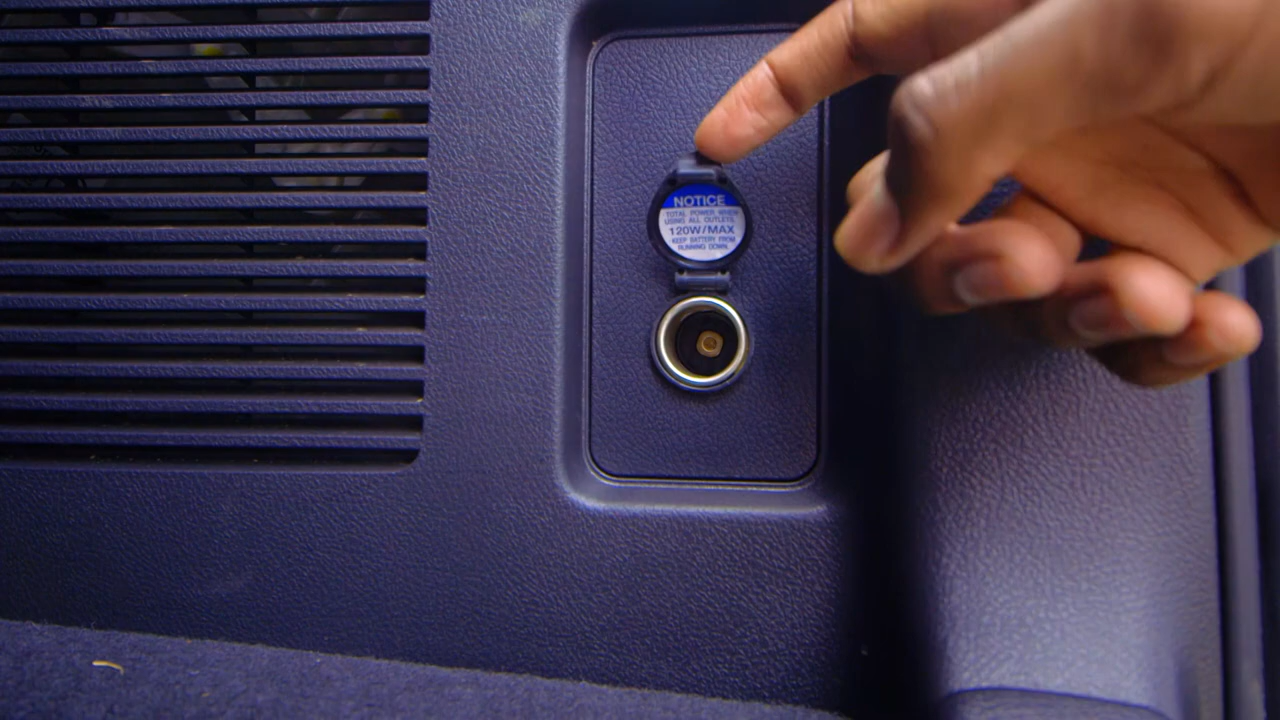 NOTICE
TOTAL POWER WHEN
USING ALL OUTLETS.
120W/MAX
KEEP BATTERY FROM
RUNNING DOWN.